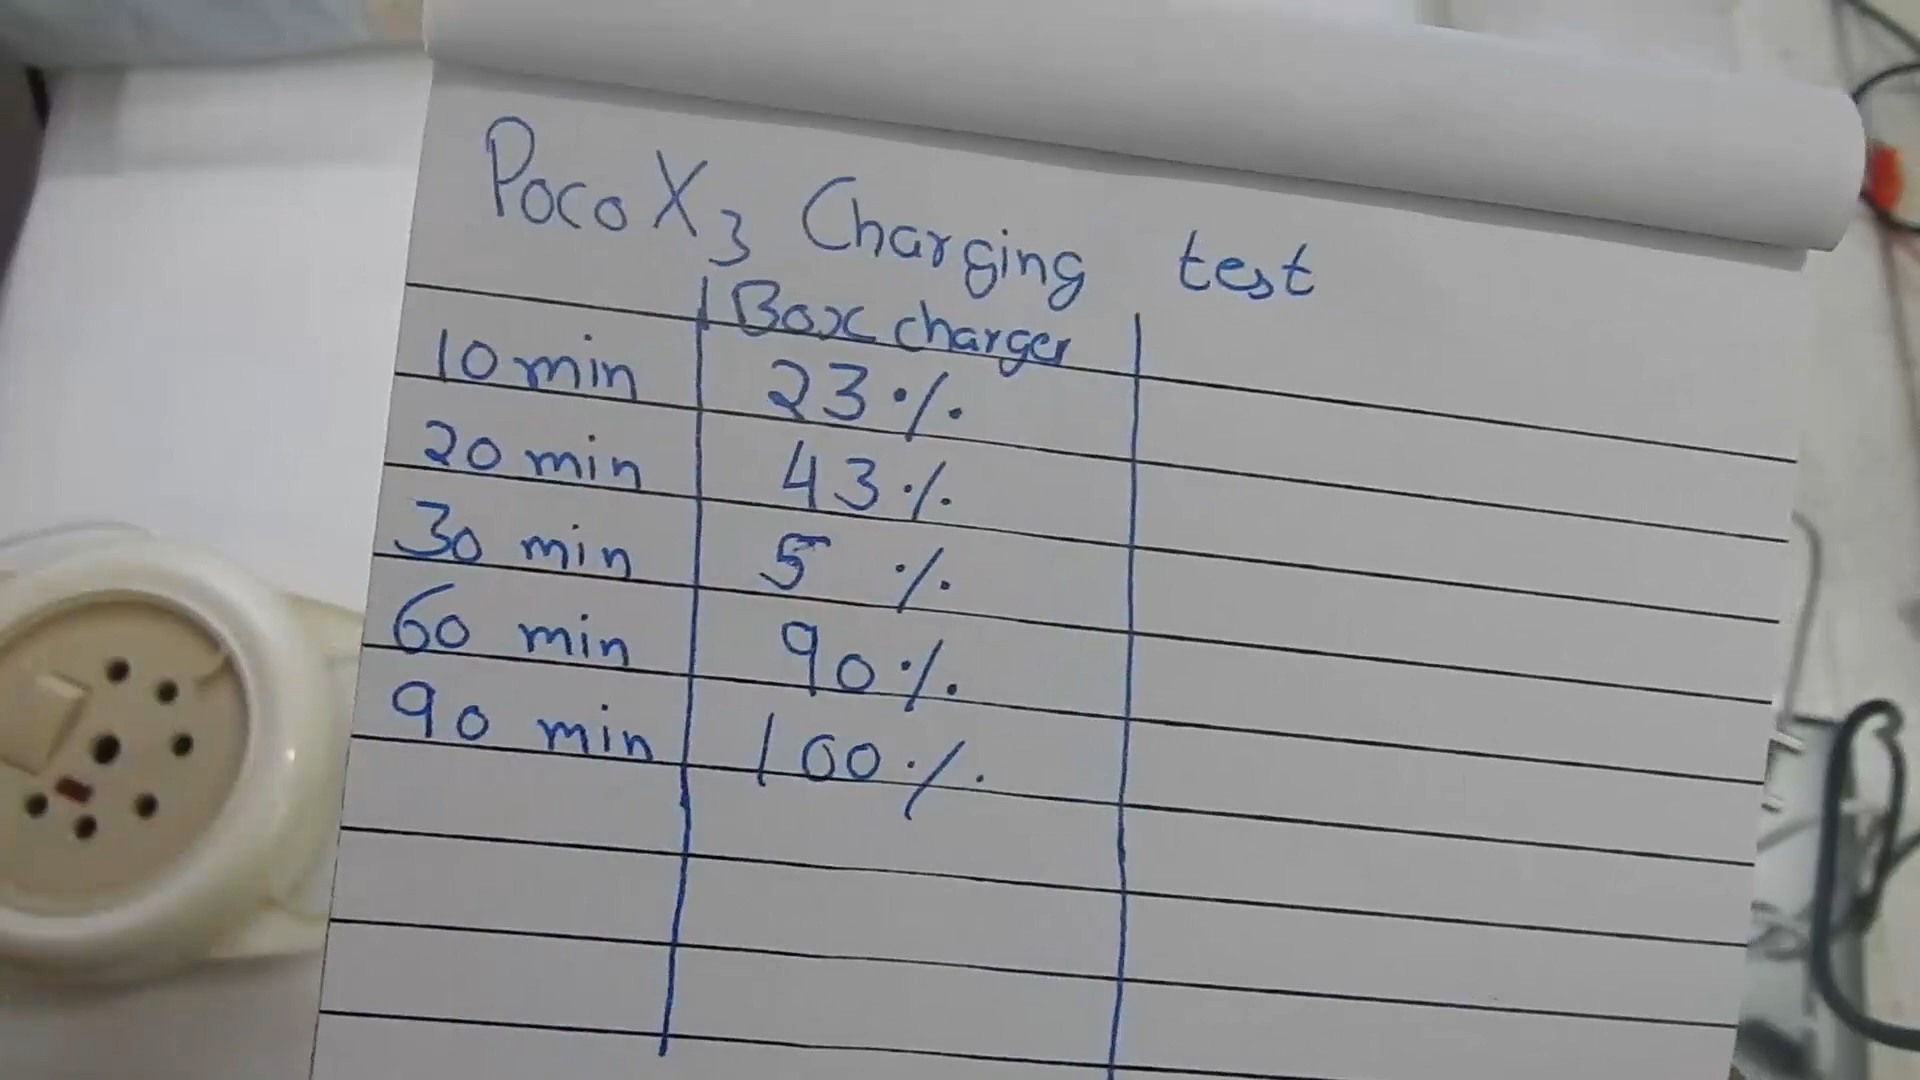 Poco X3 Charging test
Box charger
10 min 23%
20 min 43%
30 min 5 %
60 min 90%
90 min 100%